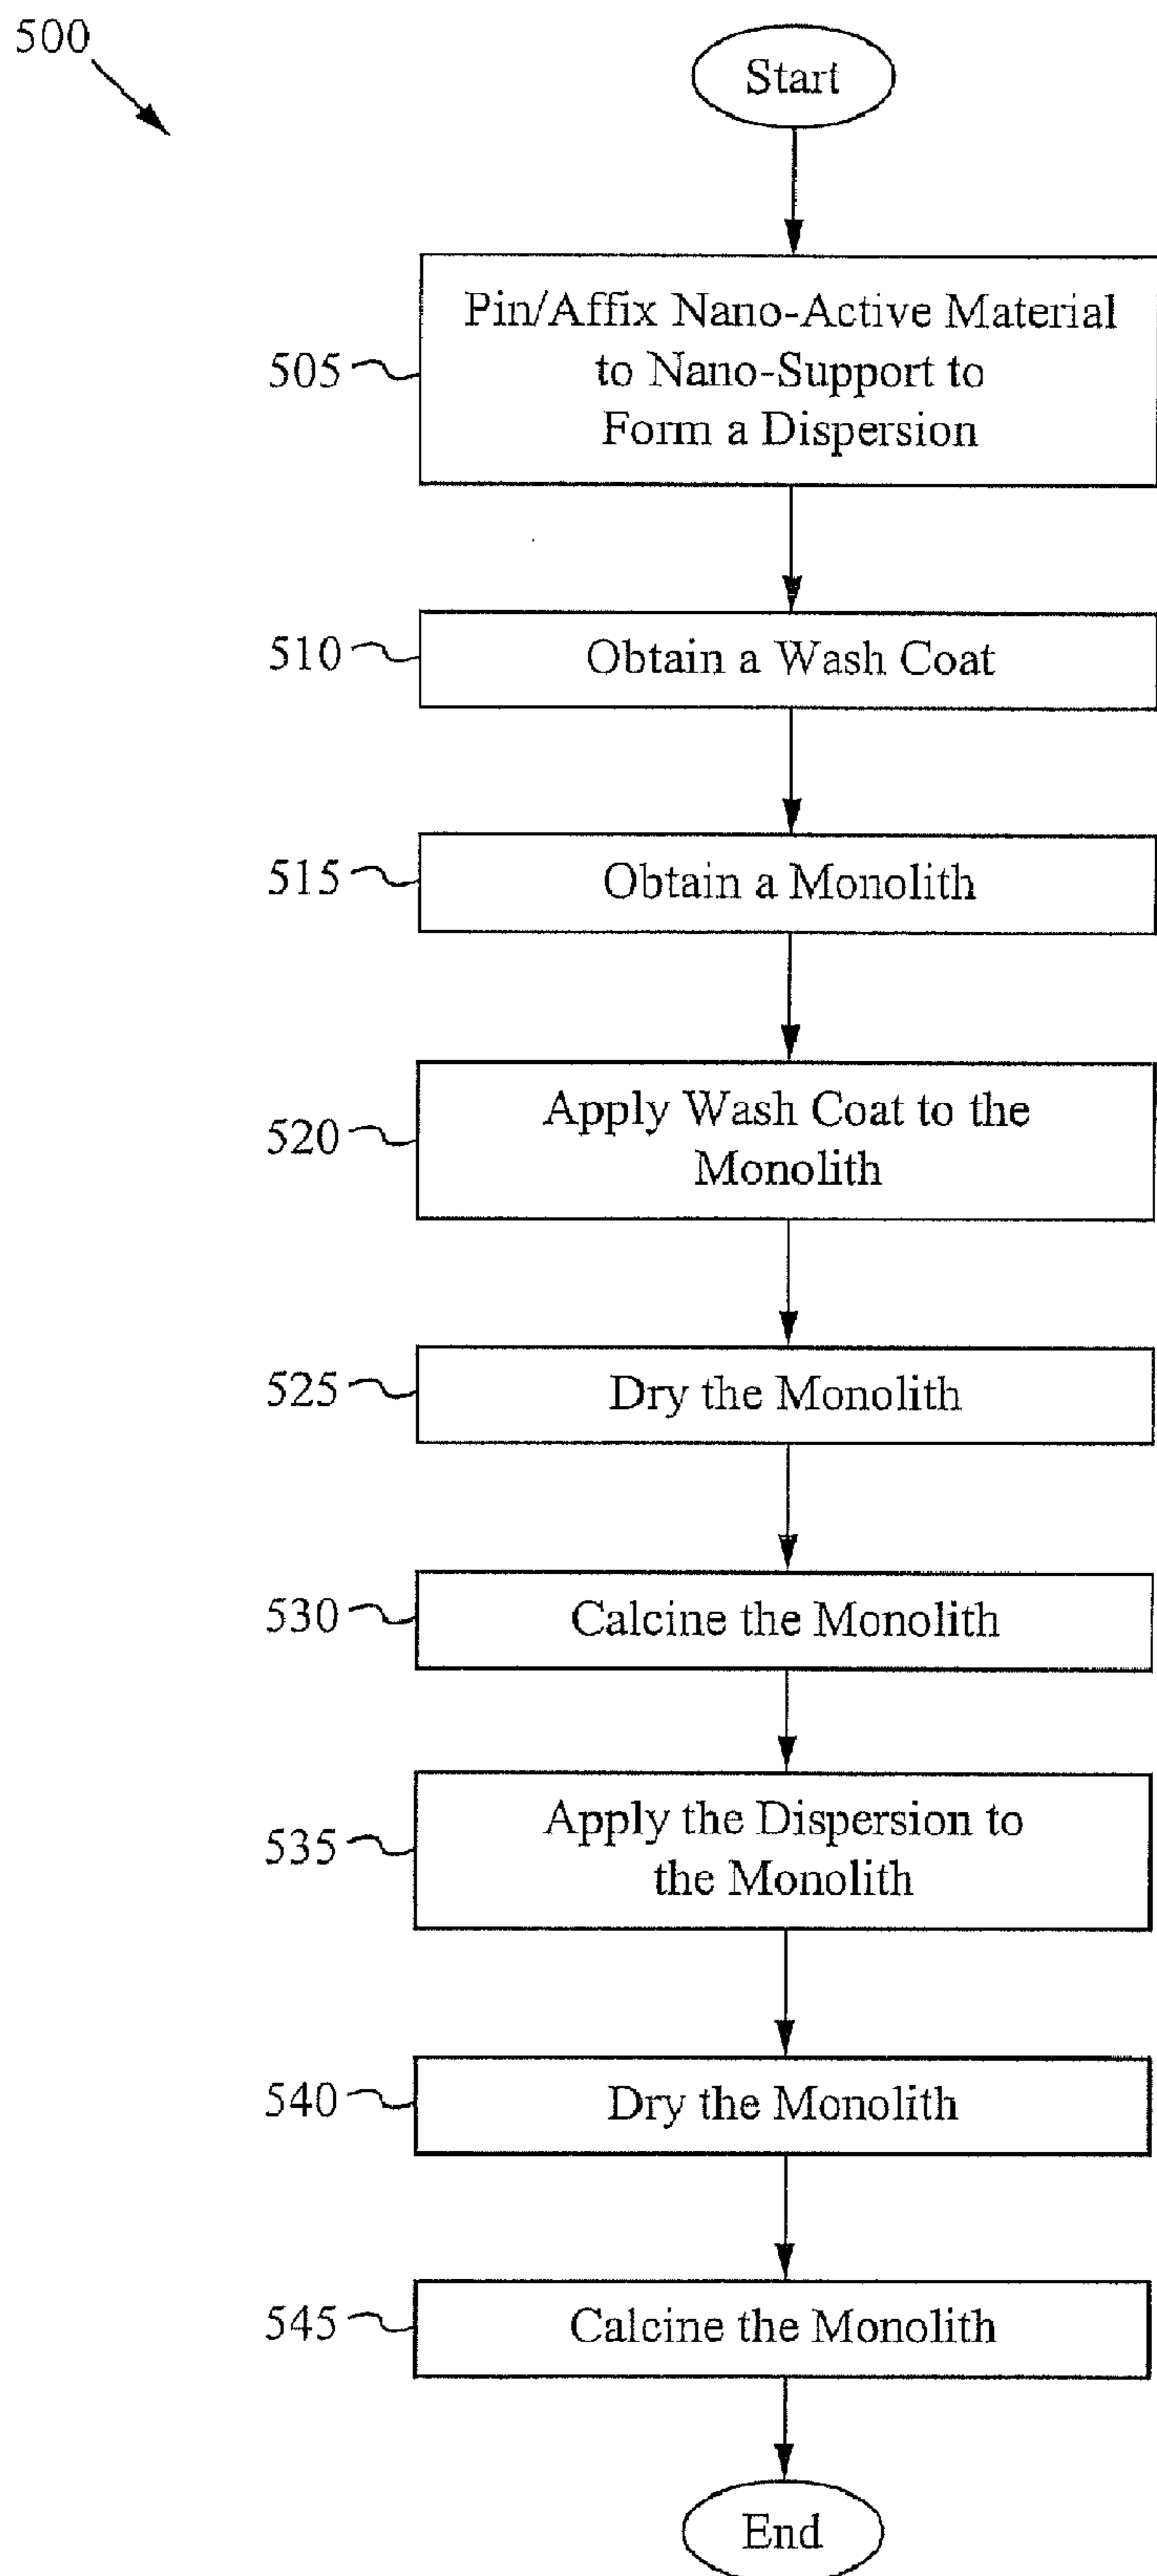 500
Start
Pin/Affix Nano-Active Material
505
to Nano-Support to
Form a Dispersion
510
Obtain a Wash Coat
515
Obtain a Monolith
520
Apply Wash Coat to the
Monolith
525
Dry the Monolith
530
Calcine the Monolith
535
Apply the Dispersion to
the Monolith
540
Dry the Monolith
545
Calcine the Monolith
End